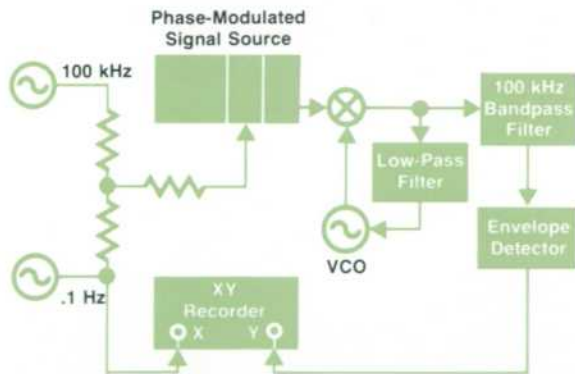 Phase-Modulated
Signal Source
100 kHz
100 kHz
Bandpass
Filter
Low-Pass
Filter
VCO
Envelope
Detector
.1 Hz
XY
Recorder
X
Y